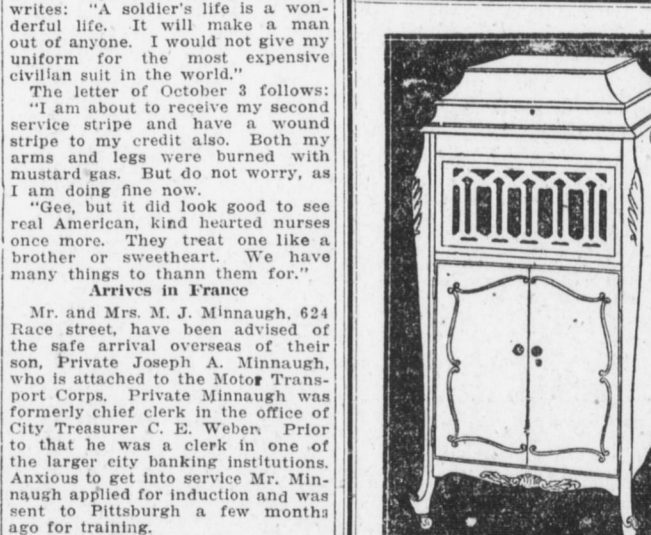 writes: "A soldier's life is a won-
derful life. It will make a man
out of anyone. I would not give my
uniform for the most expensive
civilian suit in the world."
The letter of October 3 follows:
"I am about to receive my second
service stripe and have a wound
stripe to my credit also. Both my
arms and legs were burned with
mustard gas. But do not worry, as
I am doing fine now.
"Gee, but it did look good to see
real American, kind hearted nurses
once more. They treat one like a
brother or sweetheart. We have
many things to thann them for."
Arrives in France
Mr. and Mrs. M. J. Minnaugh, 624
Race street, have been advised of
the safe arrival overseas of their
son, Private Joseph A. Minnaugh,
who is attached to the Motor Trans-
port Corps. Private Minnaugh was
formerly chief clerk in the office of
City Treasurer C. E. Weber. Prior
to that he was a clerk in one of
the larger city banking institutions.
Anxious to get into service Mr. Min-
naugh applied for induction and was
sent to Pittsburgh a few months
ago for training.